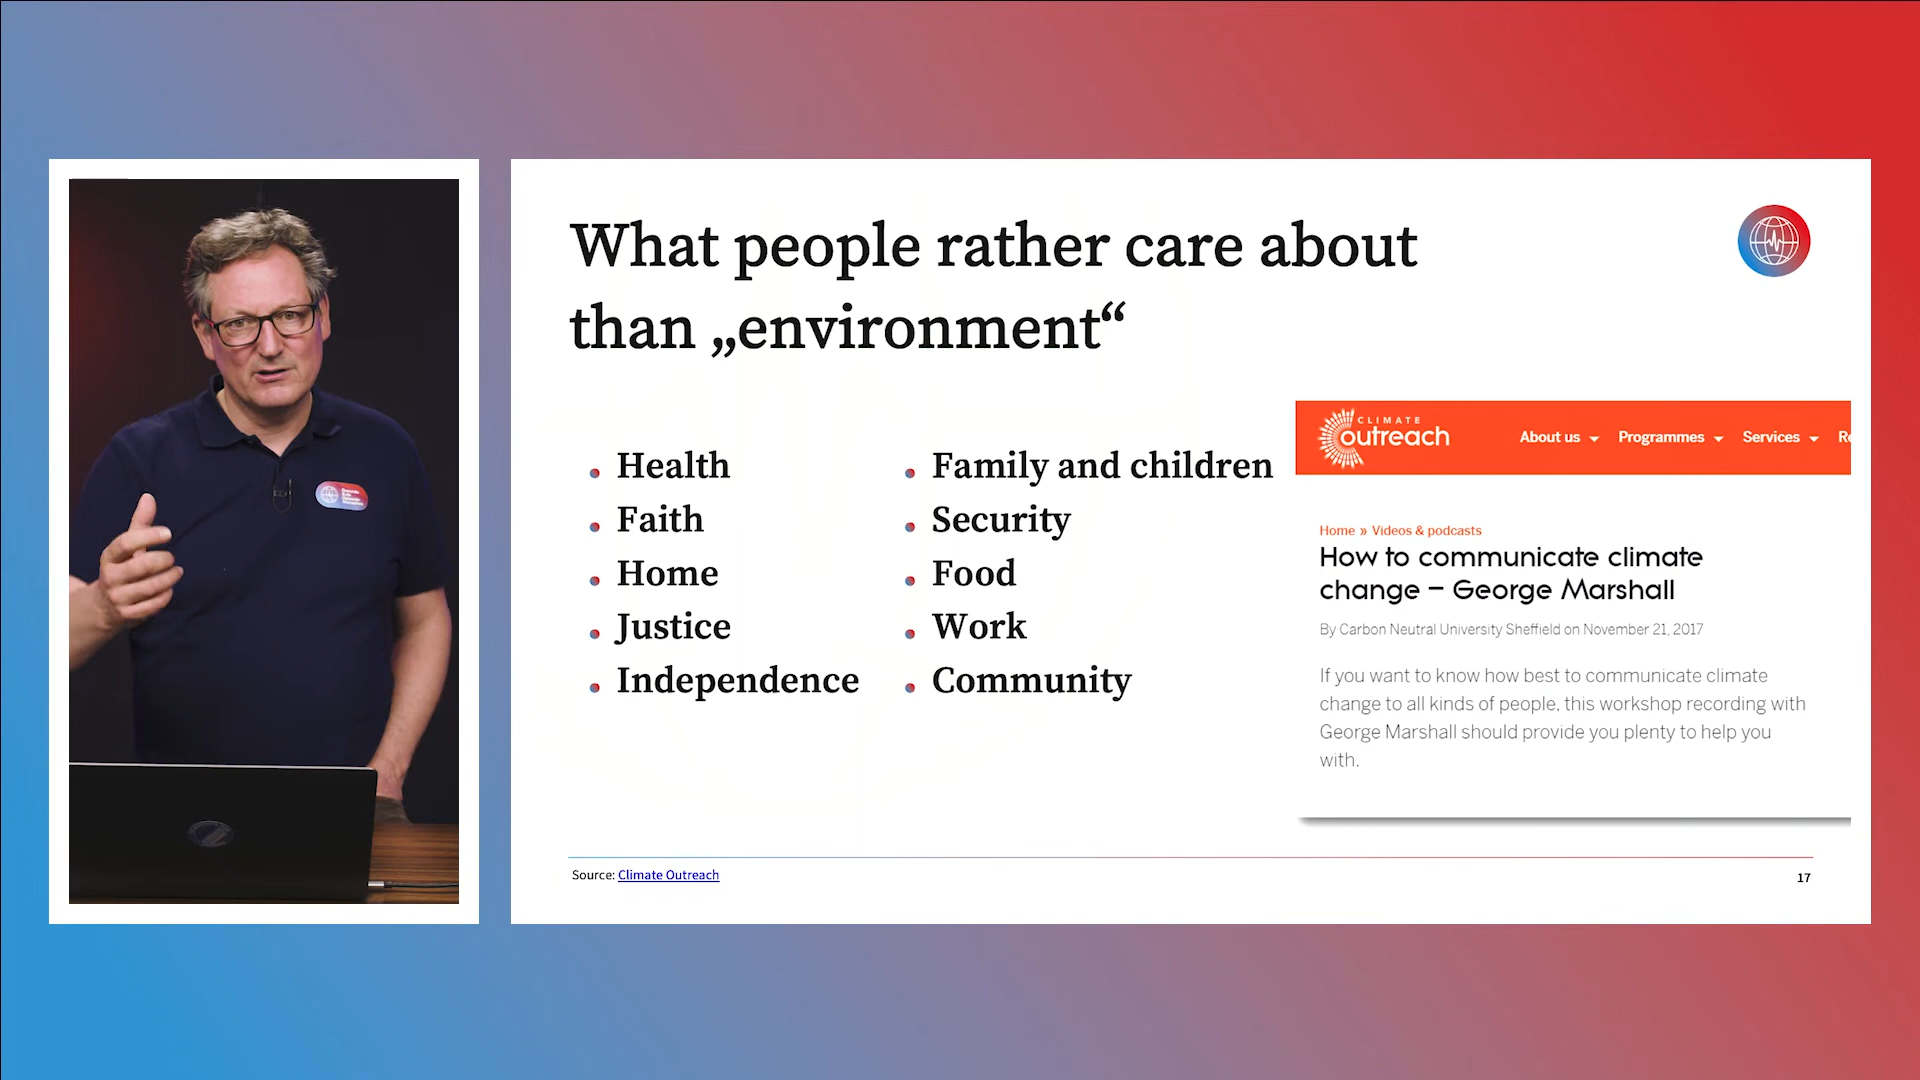 What people rather care about
than „environment“
Health
Faith
Home
Justice
Independence
Family and children
Security
Food
Work
Community
CLIMATE
outreach
About us
Programmes
Services
Home » Videos & podcasts
How to communicate climate
change – George Marshall
By Carbon Neutral University Sheffield on November 21, 2017
If you want to know how best to communicate climate
change to all kinds of people, this workshop recording with
George Marshall should provide you plenty to help you
with.
Source: Climate Outreach
17